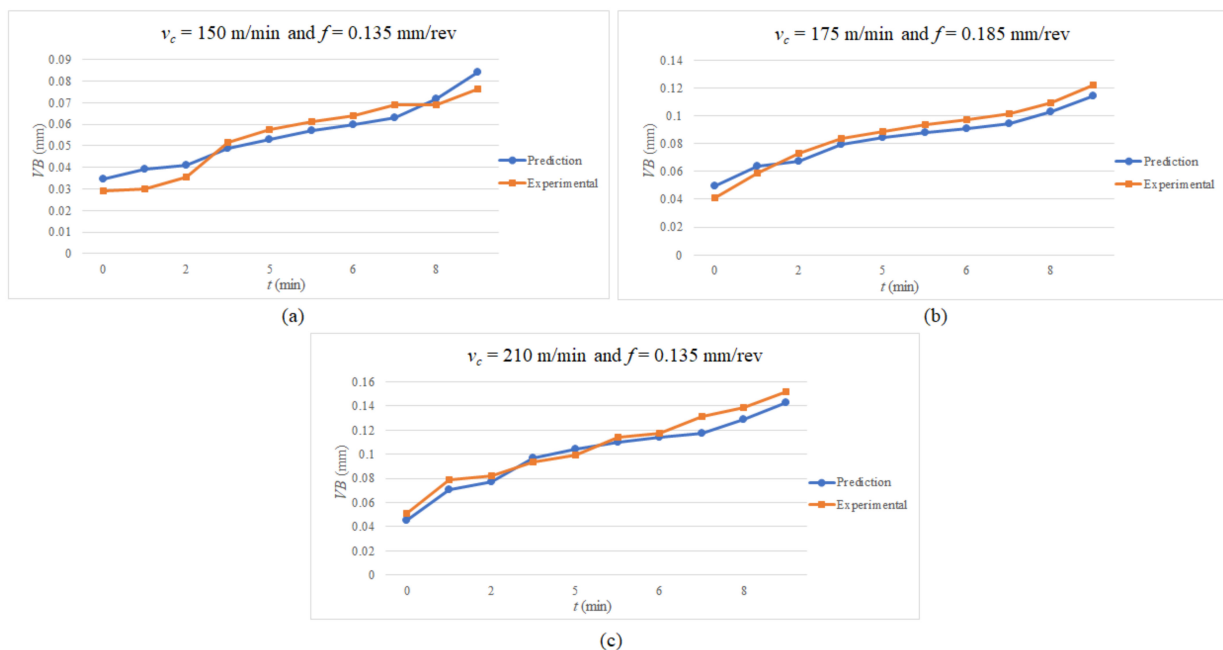 v_c = 150 m/min and f = 0.135 mm/rev
0.09
0.08
0.07
0.06
0.05
0.04
0.03
0.02
0.01
0
VB (mm)
0 2 5 6 8
t (min)
Prediction
Experimental
(a)
v_c = 175 m/min and f = 0.185 mm/rev
0.14
0.12
0.1
0.08
0.06
0.04
0.02
0
VB (mm)
0 2 5 6 8
t (min)
Prediction
Experimental
(b)
v_c = 210 m/min and f = 0.135 mm/rev
0.16
0.14
0.12
0.1
0.08
0.06
0.04
0.02
0
VB (mm)
0 2 5 6 8
t (min)
Prediction
Experimental
(c)